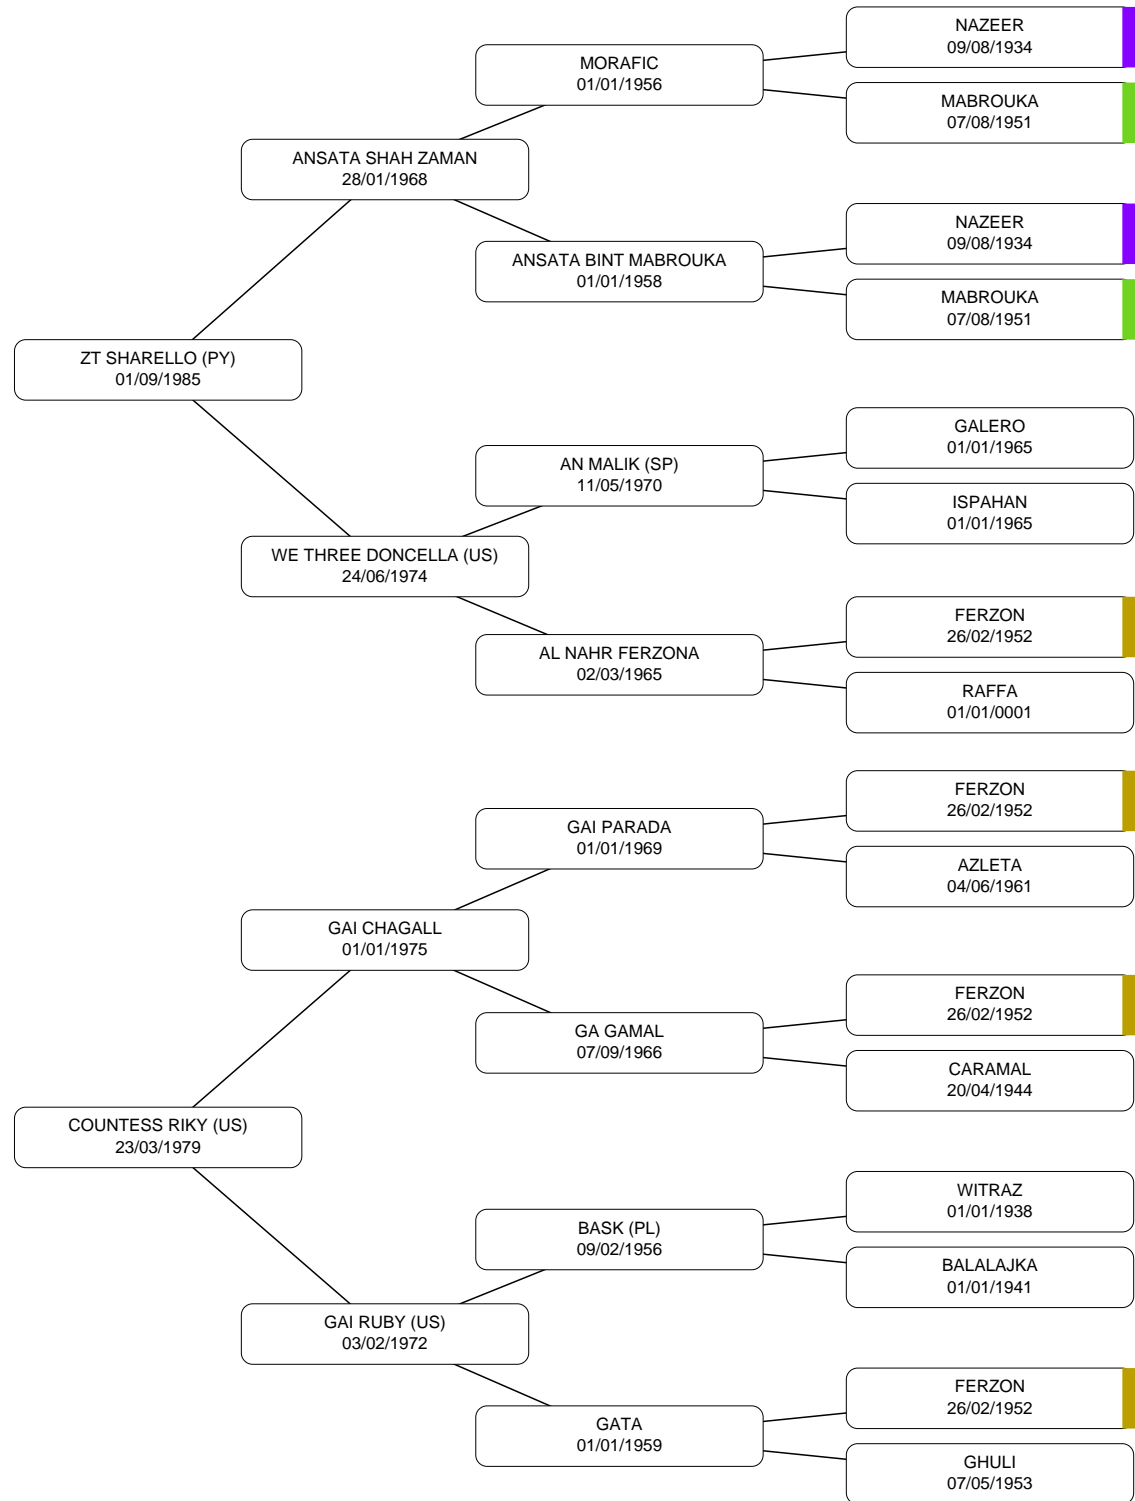 NAZEER
09/08/1934
MORAFIC
01/01/1956
MABROUKA
07/08/1951
ANSATA SHAH ZAMAN
28/01/1968
NAZEER
09/08/1934
ANSATA BINT MABROUKA
01/01/1958
MABROUKA
07/08/1951
ZT SHARELLO (PY)
01/09/1985
GALERO
01/01/1965
AN MALIK (SP)
11/05/1970
ISPAHAN
01/01/1965
WE THREE DONCELLA (US)
24/06/1974
FERZON
26/02/1952
AL NAHR FERZONA
02/03/1965
RAFFA
01/01/0001
FERZON
26/02/1952
GAI PARADA
01/01/1969
AZLETA
04/06/1961
GAI CHAGALL
01/01/1975
FERZON
26/02/1952
GA GAMAL
07/09/1966
CARAMAL
20/04/1944
COUNTESS RIKY (US)
23/03/1979
WITRAZ
01/01/1938
BASK (PL)
09/02/1956
BALALAJKA
01/01/1941
GAI RUBY (US)
03/02/1972
FERZON
26/02/1952
GATA
01/01/1959
GHULI
07/05/1953